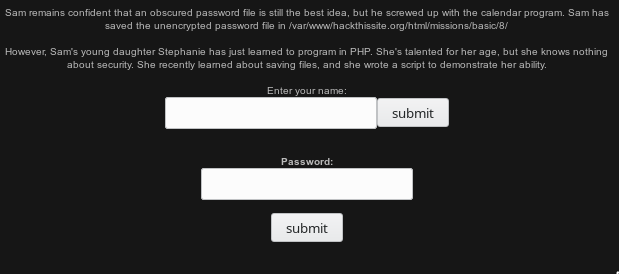 Sam remains confident that an obscured password file is still the best idea, but he screwed up with the calendar program. Sam has
saved the unencrypted password file in /var/www/hackthissite.org/html/missions/basic/8/
However, Sam's young daughter Stephanie has just learned to program in PHP. She's talented for her age, but she knows nothing
about security. She recently learned about saving files, and she wrote a script to demonstrate her ability.
Enter your name:
submit
Password:
submit